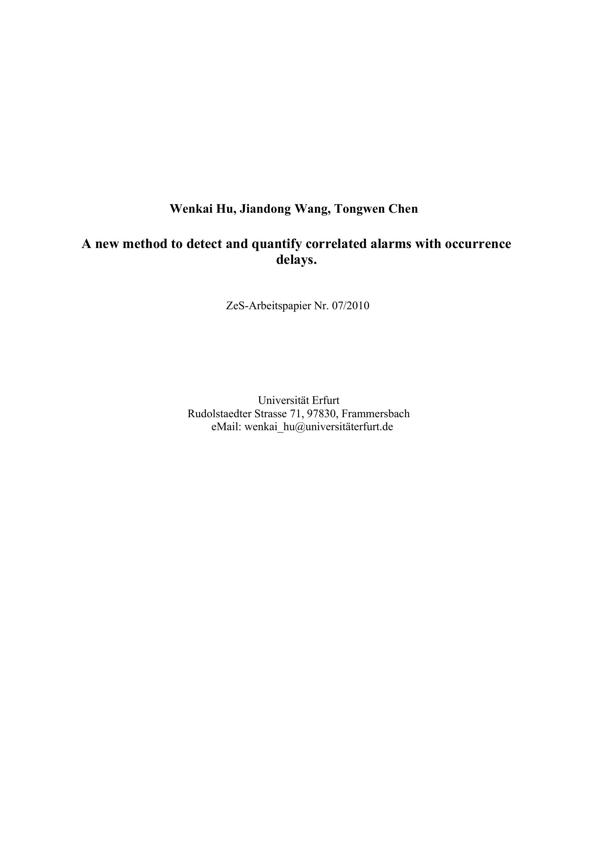 Wenkai Hu, Jiandong Wang, Tongwen Chen
A new method to detect and quantify correlated alarms with occurrence
delays.
ZeS-Arbeitspapier Nr. 07/2010
Universität Erfurt
Rudolstaedter Strasse 71, 97830, Frammersbach
eMail: wenkai_hu@universitäterfurt.de